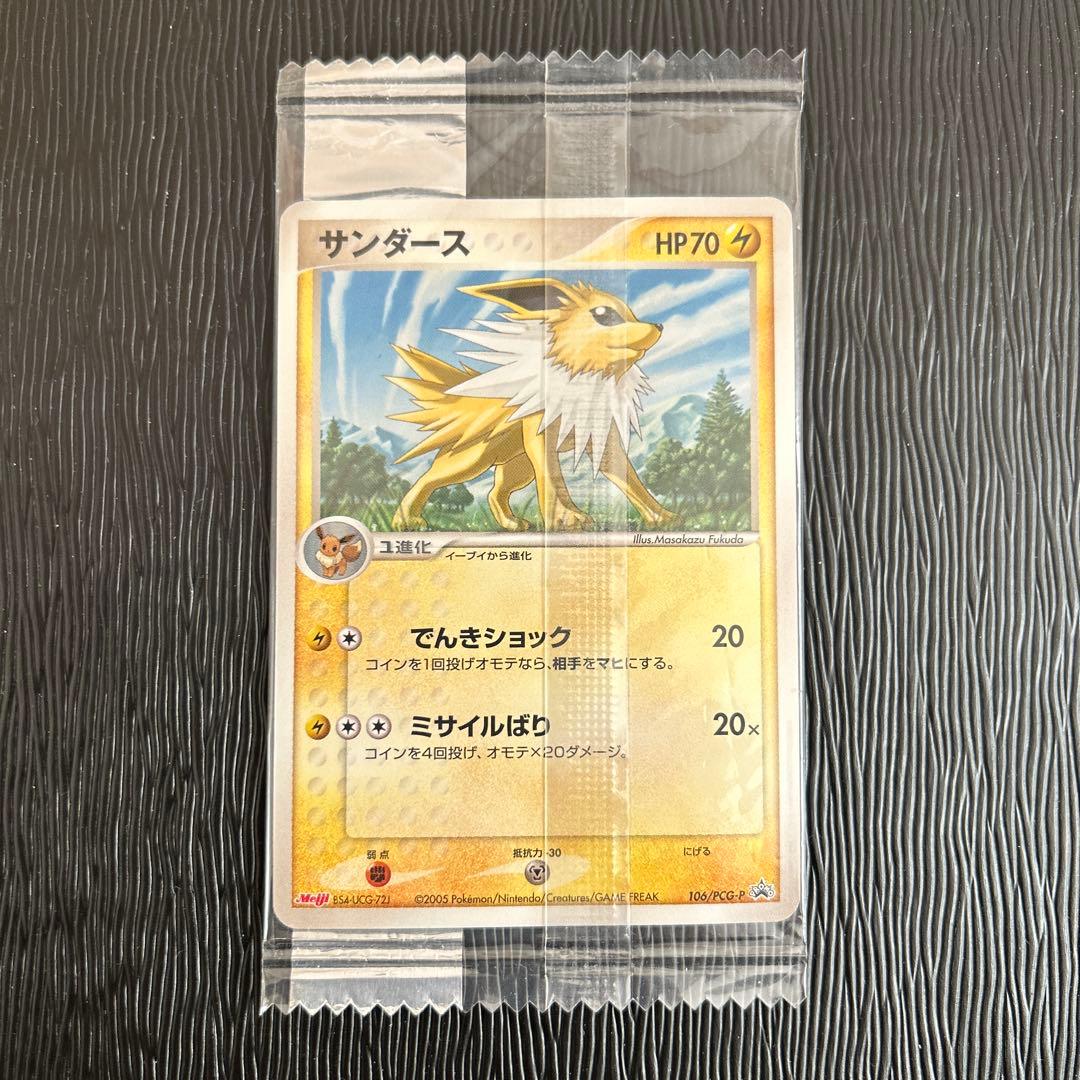 サンダース HP70
Illus.Masakazu Fukuda
1進化 イーブイから進化
でんきショック 20
コインを1回投げオモテなら、相手をマヒにする。
ミサイルばり 20×
コインを4回投げ、オモテ×20ダメージ。
弱点 抵抗力 -30 にげる
Meiji BS4-UCG-72J ©2005 Pokémon/Nintendo/Creatures/GAME FREAK 106/PCG-P